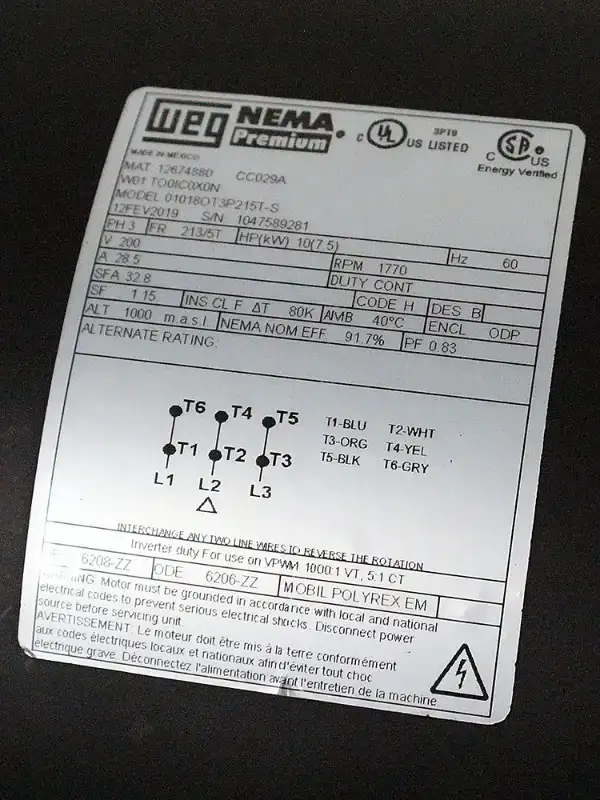 WEG NEMA Premium C UL US LISTED 3PT9 C SA US
Energy Verified
MADE IN MEXICO
MAT 12674880 CC029A
W01 TO0IC0X0N
MODEL 01018OT3P215T-S
12FEV2019 S/N 1047589281
PH 3 FR 213/5T HP(kW) 10(7.5) Hz 60
V 200 RPM 1770
A 28.5 DUTY CONT.
SFA 32.8 CODE H DES B
SF 1.15 INS CL F ΔT 80K AMB 40°C ENCL ODP
ALT 1000 m.a.s.l NEMA NOM EFF 91.7% PF 0.83
ALTERNATE RATING:
T6 T4 T5
T1 T2 T3
L1 L2 L3
Δ
T1-BLU T2-WHT
T3-ORG T4-YEL
T5-BLK T6-GRY
INTERCHANGE ANY TWO LINE WIRES TO REVERSE THE ROTATION
Inverter duty For use on VPWM 1000:1 VT, 5:1 CT
6208-ZZ ODE 6206-ZZ MOBIL POLYREX EM
WARNING: Motor must be grounded in accordance with local and national
electrical codes to prevent serious electrical shocks. Disconnect power
source before servicing unit.
AVERTISSEMENT: Le moteur doit être mis à la terre conformément
aux codes électriques locaux et nationaux afin d'éviter tout choc
électrique grave. Déconnectez l'alimentation avant l'entretien de la machine.